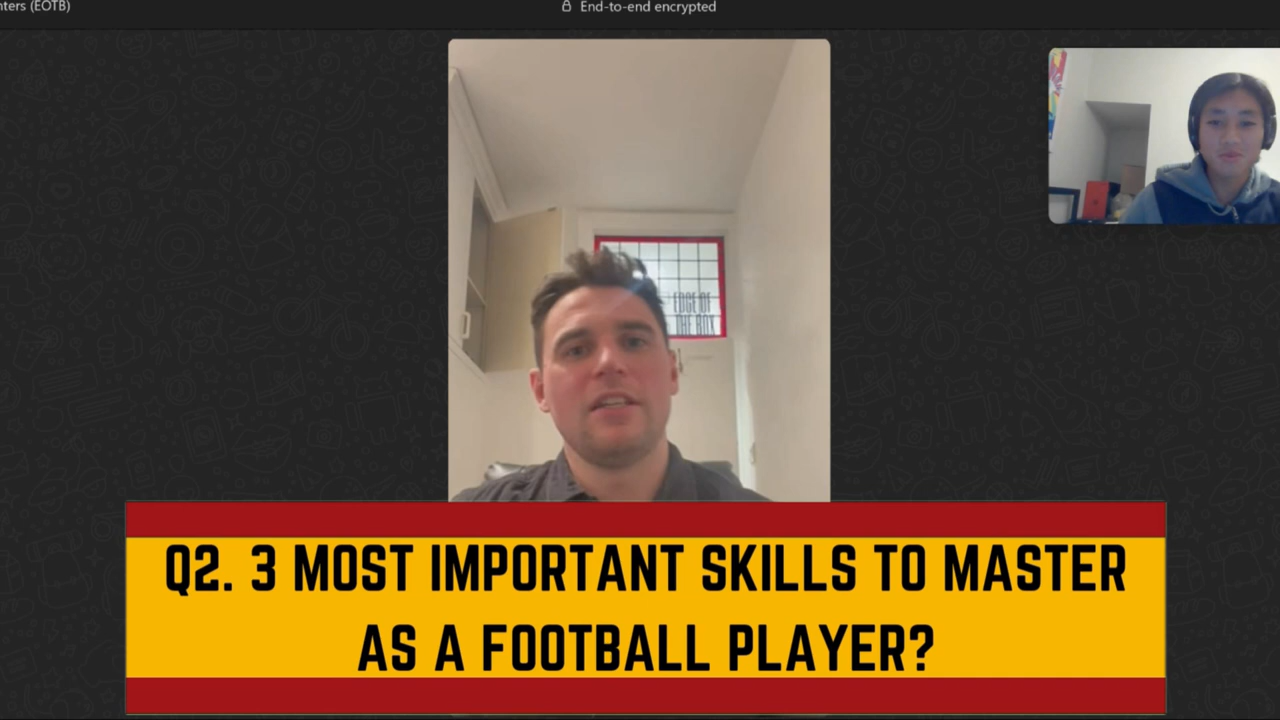 nters (EOTB)
End-to-end encrypted
EDGE OF
THE BOX
Q2. 3 MOST IMPORTANT SKILLS TO MASTER
AS A FOOTBALL PLAYER?